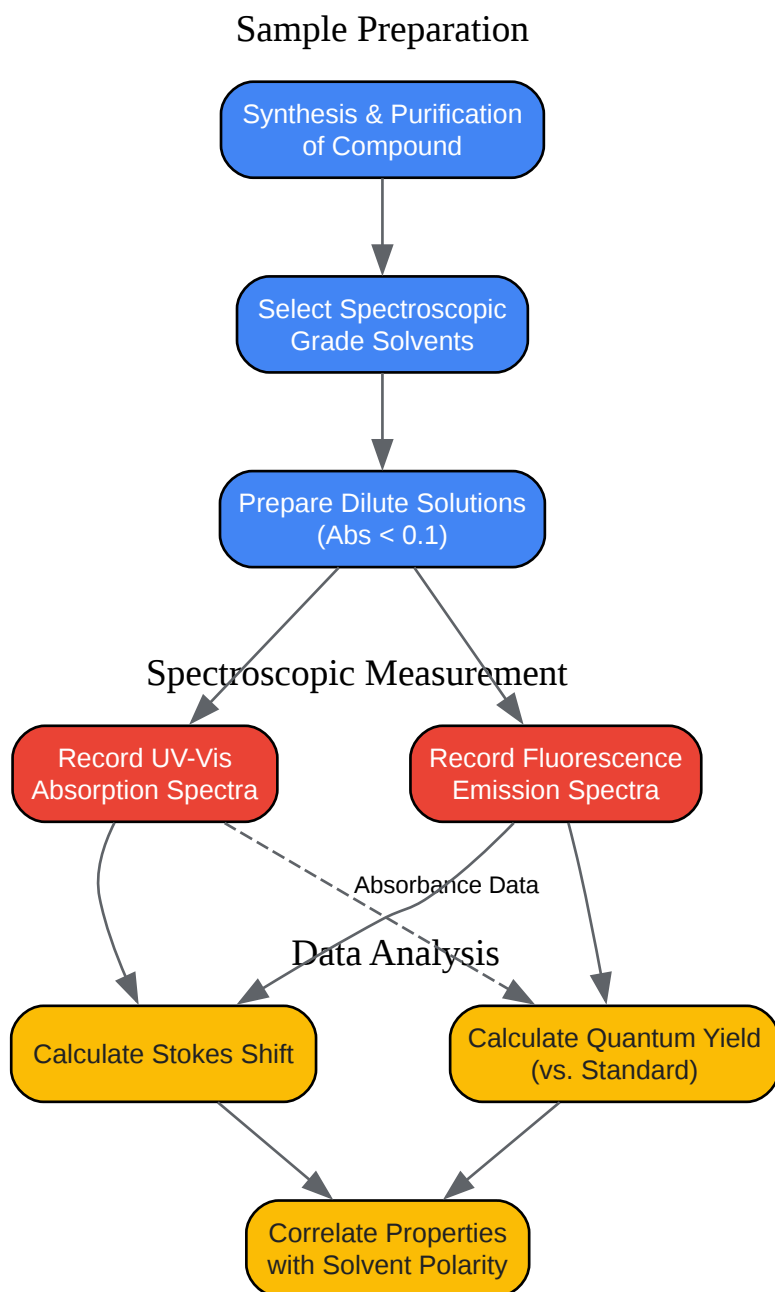 Sample Preparation
Synthesis & Purification
of Compound
Select Spectroscopic
Grade Solvents
Prepare Dilute Solutions
(Abs < 0.1)
Spectroscopic Measurement
Record UV-Vis
Absorption Spectra
Record Fluorescence
Emission Spectra
Absorbance Data
Data Analysis
Calculate Stokes Shift
Calculate Quantum Yield
(vs. Standard)
Correlate Properties
with Solvent Polarity